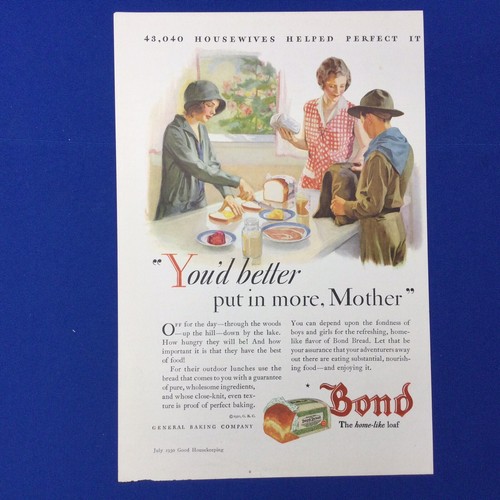 43,040 HOUSEWIVES HELPED PERFECT IT
"You'd better
put in more, Mother"
OFF for the day—through the woods
—up the hill—down by the lake.
How hungry they will be! And how
important it is that they have the best
of food!
For their outdoor lunches use the
bread that comes to you with a guarantee
of pure, wholesome ingredients,
and whose close-knit, even tex-
ture is proof of perfect baking.
GENERAL BAKING COMPANY
You can depend upon the fondness of
boys and girls for the refreshing, home-
like flavor of Bond Bread. Let that be
your assurance that your adventurers away
out there are eating substantial, nourish-
ing food—and enjoying it.
Bond
The home-like loaf
July 1930 Good Housekeeping